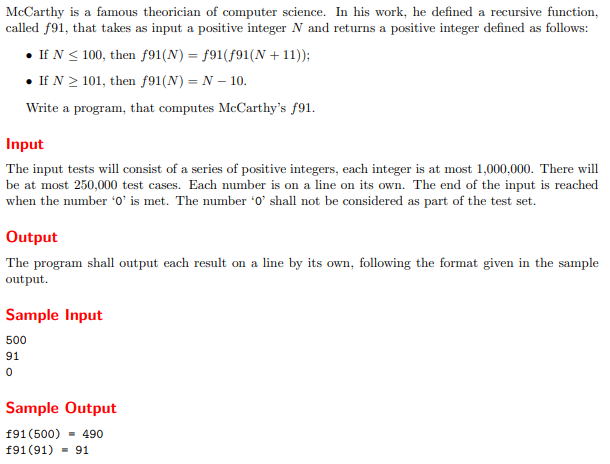 McCarthy is a famous theorician of computer science. In his work, he defined a recursive function,
called f91, that takes as input a positive integer N and returns a positive integer defined as follows:
• If N ≤ 100, then f91(N) = f91(f91(N + 11));
• If N ≥ 101, then f91(N) = N − 10.
Write a program, that computes McCarthy's f91.
Input
The input tests will consist of a series of positive integers, each integer is at most 1,000,000. There will
be at most 250,000 test cases. Each number is on a line on its own. The end of the input is reached
when the number ‘0’ is met. The number ‘0’ shall not be considered as part of the test set.
Output
The program shall output each result on a line by its own, following the format given in the sample
output.
Sample Input
500
91
0
Sample Output
f91(500) = 490
f91(91) = 91